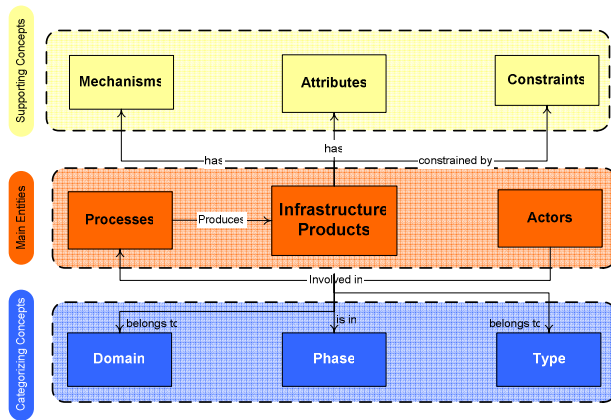 Supporting Concepts
Mechanisms
Attributes
Constraints
has
has
constrained by
Main Entities
Processes
Produces
Infrastructure
Products
Actors
Involved in
Categorizing Concepts
belongs to
is in
belongs to
Domain
Phase
Type